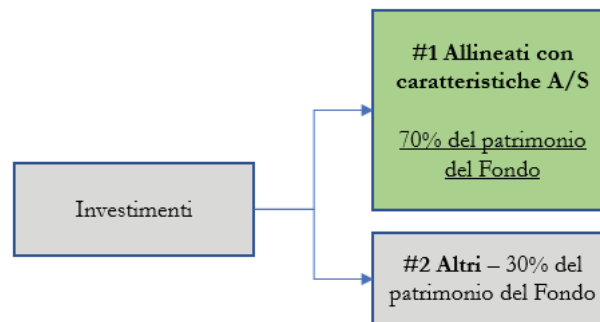 Investimenti
#1 Allineati con
caratteristiche A/S
70% del patrimonio
del Fondo
#2 Altri – 30% del
patrimonio del Fondo